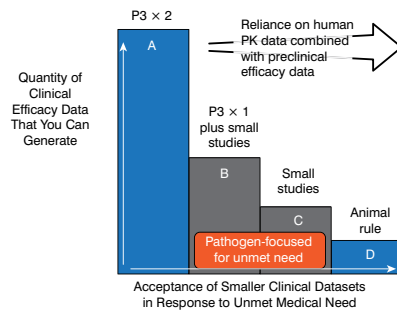 P3 × 2
A
Reliance on human
PK data combined
with preclinical
efficacy data
Quantity of
Clinical
Efficacy Data
That You Can
Generate
P3 × 1
plus small
studies
B
Small
studies
C
Animal
rule
D
Pathogen-focused
for unmet need
Acceptance of Smaller Clinical Datasets
in Response to Unmet Medical Need